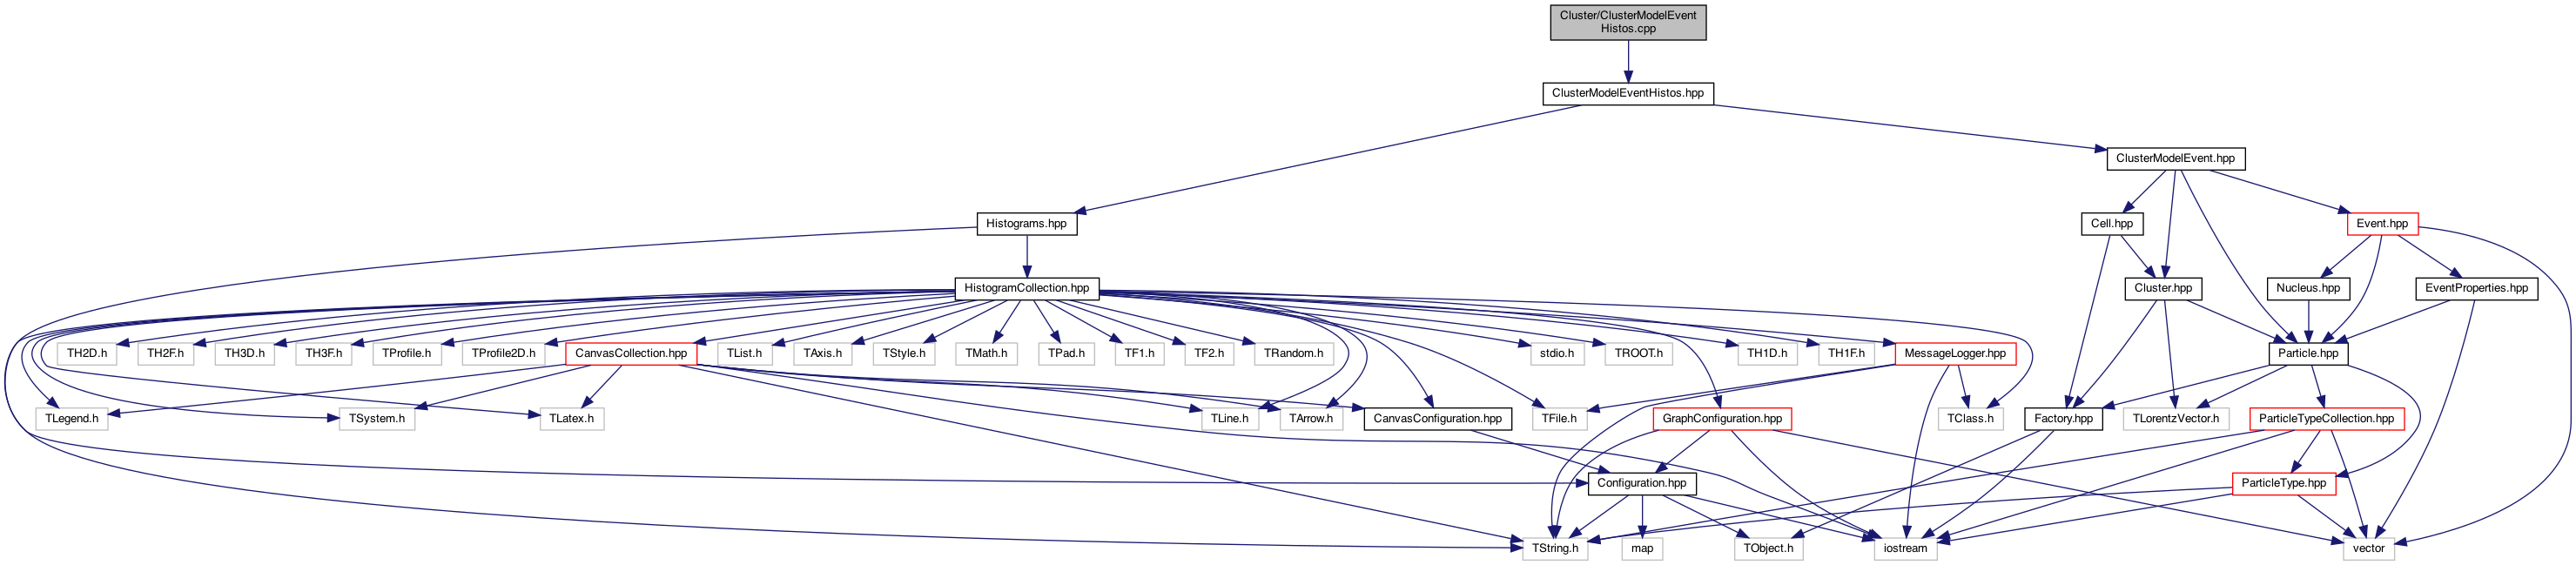 Cluster/ClusterModelEvent
Histos.cpp
ClusterModelEventHistos.hpp
ClusterModelEvent.hpp
Histograms.hpp
Cell.hpp
Event.hpp
HistogramCollection.hpp
Cluster.hpp
Nucleus.hpp
EventProperties.hpp
TH2D.h
TH2F.h
TH3D.h
TH3F.h
TProfile.h
TProfile2D.h
CanvasCollection.hpp
TList.h
TAxis.h
TStyle.h
TMath.h
TPad.h
TF1.h
TF2.h
TRandom.h
stdio.h
TROOT.h
TH1D.h
TH1F.h
MessageLogger.hpp
Particle.hpp
TLegend.h
TSystem.h
TLatex.h
TLine.h
TArrow.h
CanvasConfiguration.hpp
TFile.h
GraphConfiguration.hpp
TClass.h
Factory.hpp
TLorentzVector.h
ParticleTypeCollection.hpp
Configuration.hpp
ParticleType.hpp
TString.h
map
TObject.h
iostream
vector